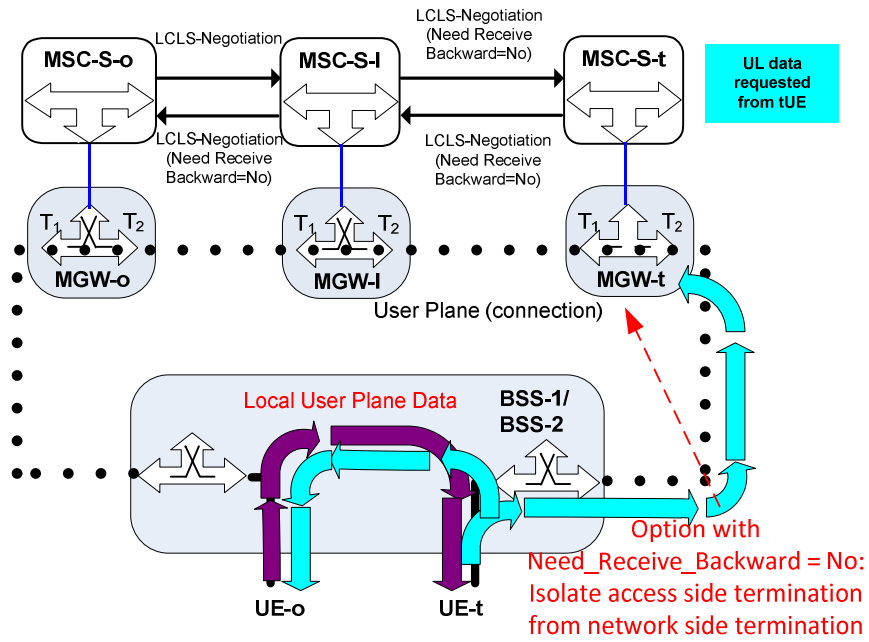 LCLS-Negotiation
MSC-S-o
LCLS-Negotiation
(Need Receive
Backward=No)
MSC-S-I
LCLS-Negotiation
(Need Receive
Backward=No)
MSC-S-t
LCLS-Negotiation
(Need Receive
Backward=No)
UL data
requested
from tUE
T1 T2
MGW-o
T1 T2
MGW-I
T1 T2
MGW-t
User Plane (connection)
Local User Plane Data
BSS-1/
BSS-2
UE-o
UE-t
Option with
Need_Receive_Backward = No:
Isolate access side termination
from network side termination